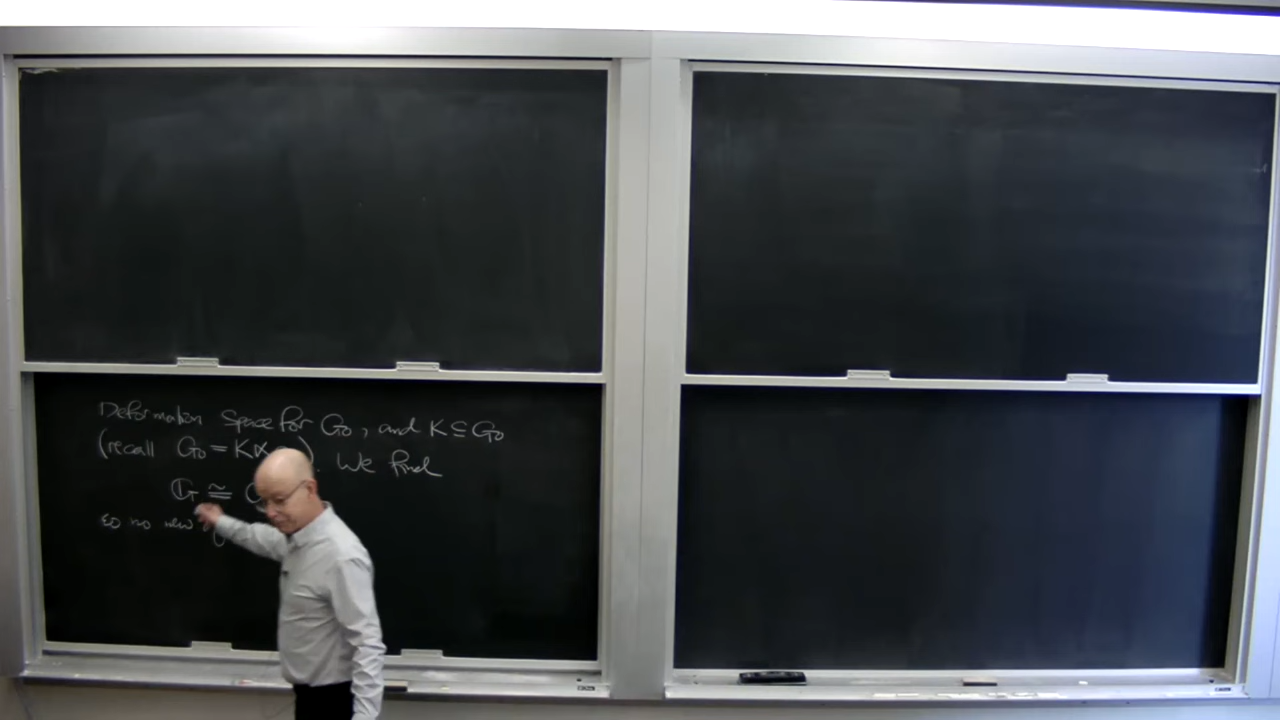 Deformation Space for G₀, and K ⊆ G₀
(recall G₀ = K ⋉ ). We find
𝔾 ≅
so no new